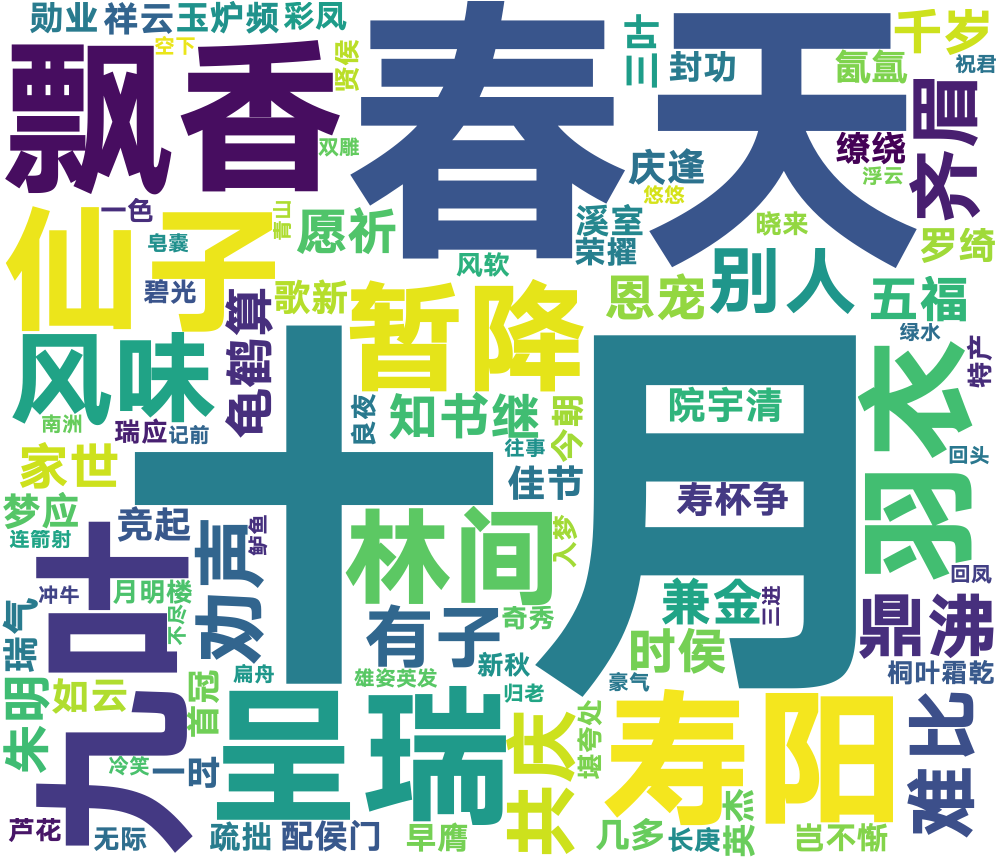 勋业
祥云
玉炉频
彩凤
空下
贤侯
飘香
春天
三古
封功
千岁
氤氲
祝君
双雕
齐眉
缭绕
浮云
庆逢
悠悠
一色
仙子
青山
愿祈
溪室
晓来
皂囊
荣擢
罗绮
风软
别人
碧光
歌新
龟鹤算
暂降
恩宠
五福
绿水
风味
特产
羽衣
知书继
良夜
今朝
院宇清
南洲
瑞应
记前
往事
回头
家世
佳节
寿杯争
十月
梦应
竞起
连箭射
鲈鱼
林间
入梦
九叶
劝声
回凤
冲牛
月明楼
兼金
三进
鼎沸
瑞气
不尽
有子
奇秀
时侯
新秋
桐叶霜乾
扁舟
雄姿英发
豪气
朱明
如云
首冠
归老
呈瑞
寿阳
难比
共庆
堪夸处
冷笑
一时
芦花
无际
疏拙
配侯门
早膺
几多
长庚
英杰
岂不惭